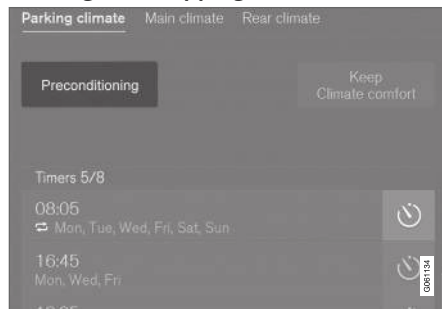 Parking climate Main climate Rear climate
Preconditioning
Keep
Climate comfort
Timers 5/8
08:05
Mon, Tue, Wed, Fri, Sat, Sun
16:45
Mon, Wed, Fri
G061134